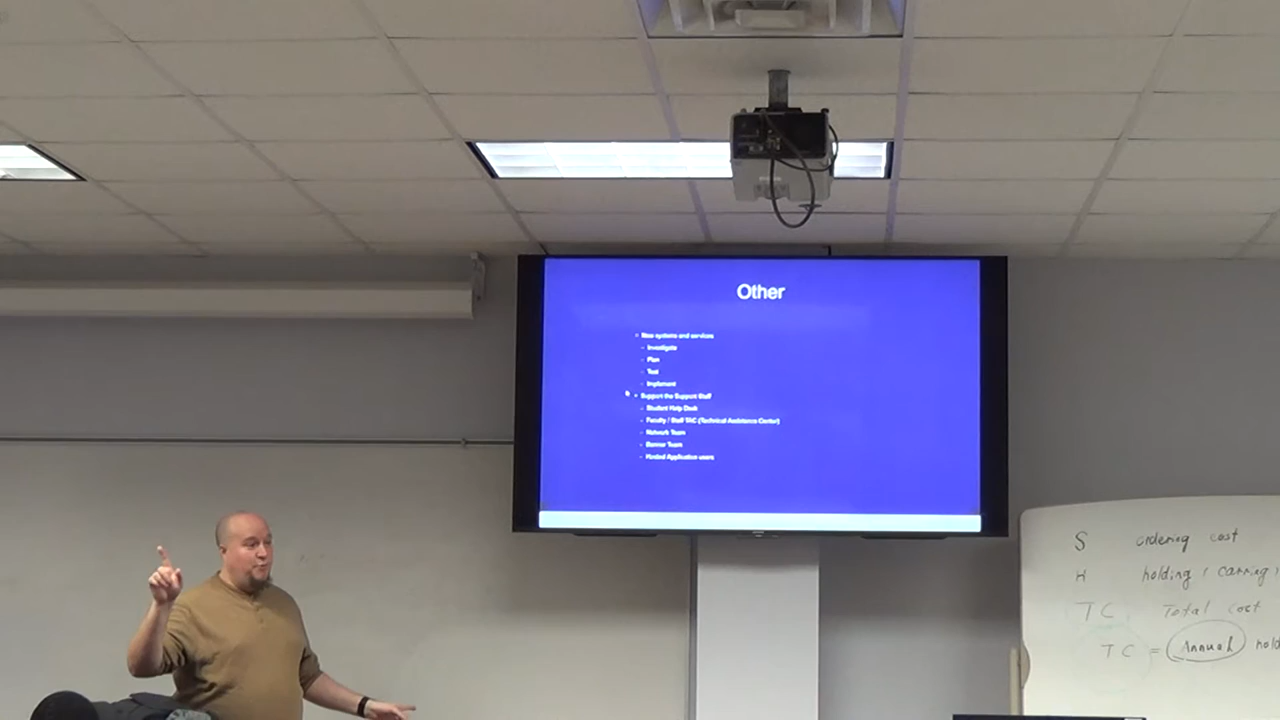 Other
New systems and services
Investigate
Plan
Test
Implement
Support the Support Staff
Student Help Desk
Faculty / Staff TAC (Technical Assistance Center)
Network Team
Banner Team
Hosted Application users
S ordering cost
H holding ( carrying )
TC Total cost
TC = Annual hold